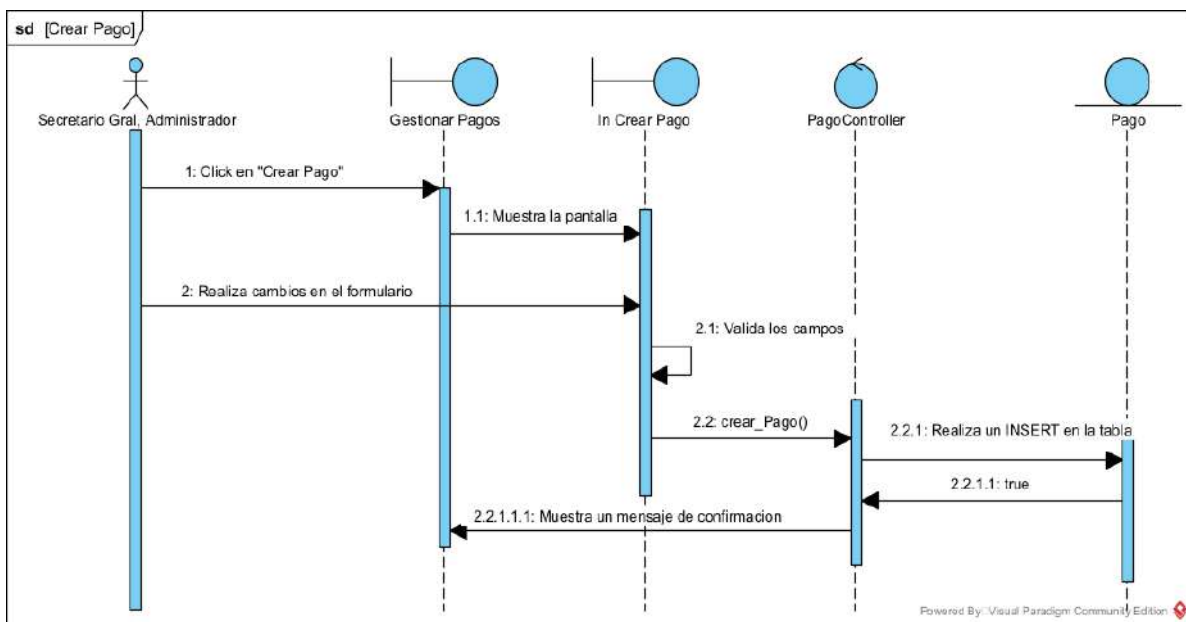 sd [Crear Pago]
Secretario Gral, Administrador
Gestionar Pagos
In Crear Pago
PagoController
Pago
1: Click en "Crear Pago"
1.1: Muestra la pantalla
2: Realiza cambios en el formulario
2.1: Valida los campos
2.2: crear_Pago()
2.2.1: Realiza un INSERT en la tabla
2.2.1.1: true
2.2.1.1.1: Muestra un mensaje de confirmacion
Powered By Visual Paradigm Community Edition